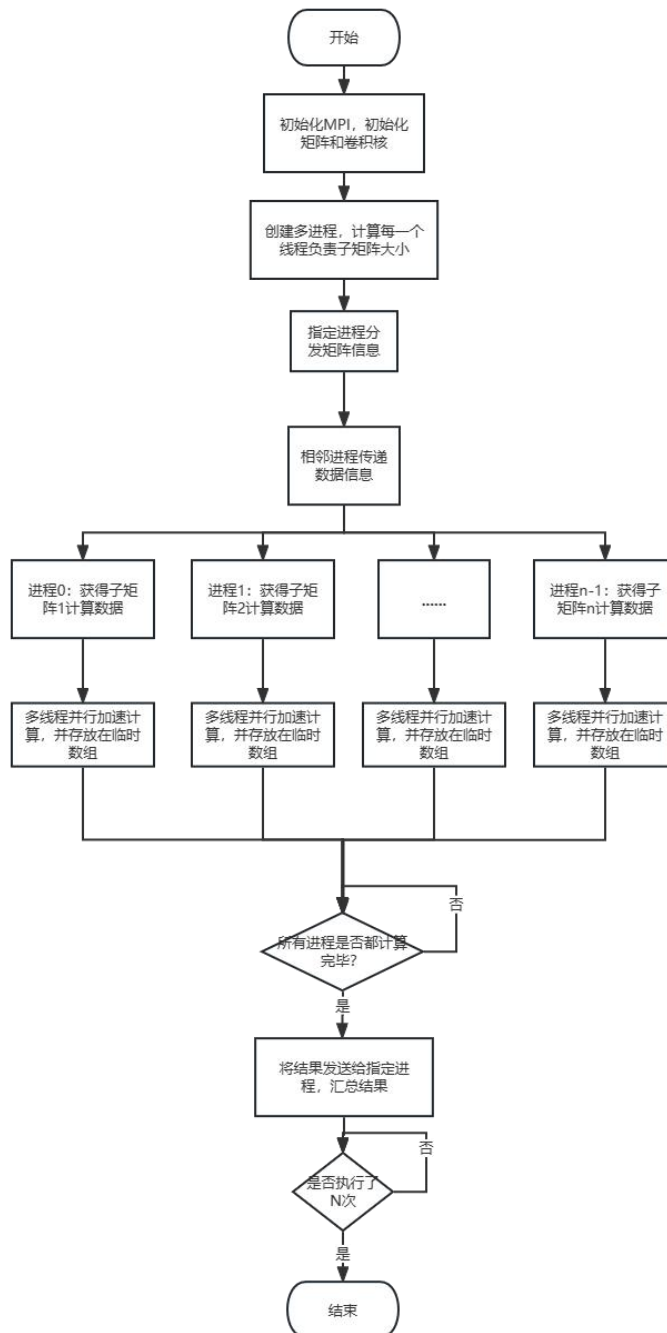 开始
初始化MPI，初始化
矩阵和卷积核
创建多进程，计算每一个
线程负责子矩阵大小
指定进程分
发矩阵信息
相邻进程传递
数据信息
进程0：获得子矩
阵1计算数据
进程1：获得子矩
阵2计算数据
......
进程n-1：获得子
矩阵n计算数据
多线程并行加速计
算，并存放在临时
数组
多线程并行加速计
算，并存放在临时
数组
多线程并行加速计
算，并存放在临时
数组
多线程并行加速计
算，并存放在临时
数组
否
所有进程是否都计算
完毕？
是
将结果发送给指定进
程，汇总结果
否
是否执行了
N次
是
结束